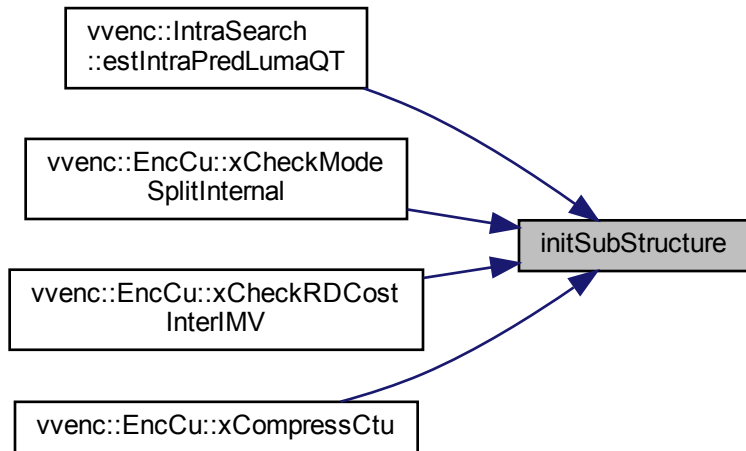 vvenc::IntraSearch
::estIntraPredLumaQT
vvenc::EncCu::xCheckMode
SplitInternal
initSubStructure
vvenc::EncCu::xCheckRDCost
InterIMV
vvenc::EncCu::xCompressCtu